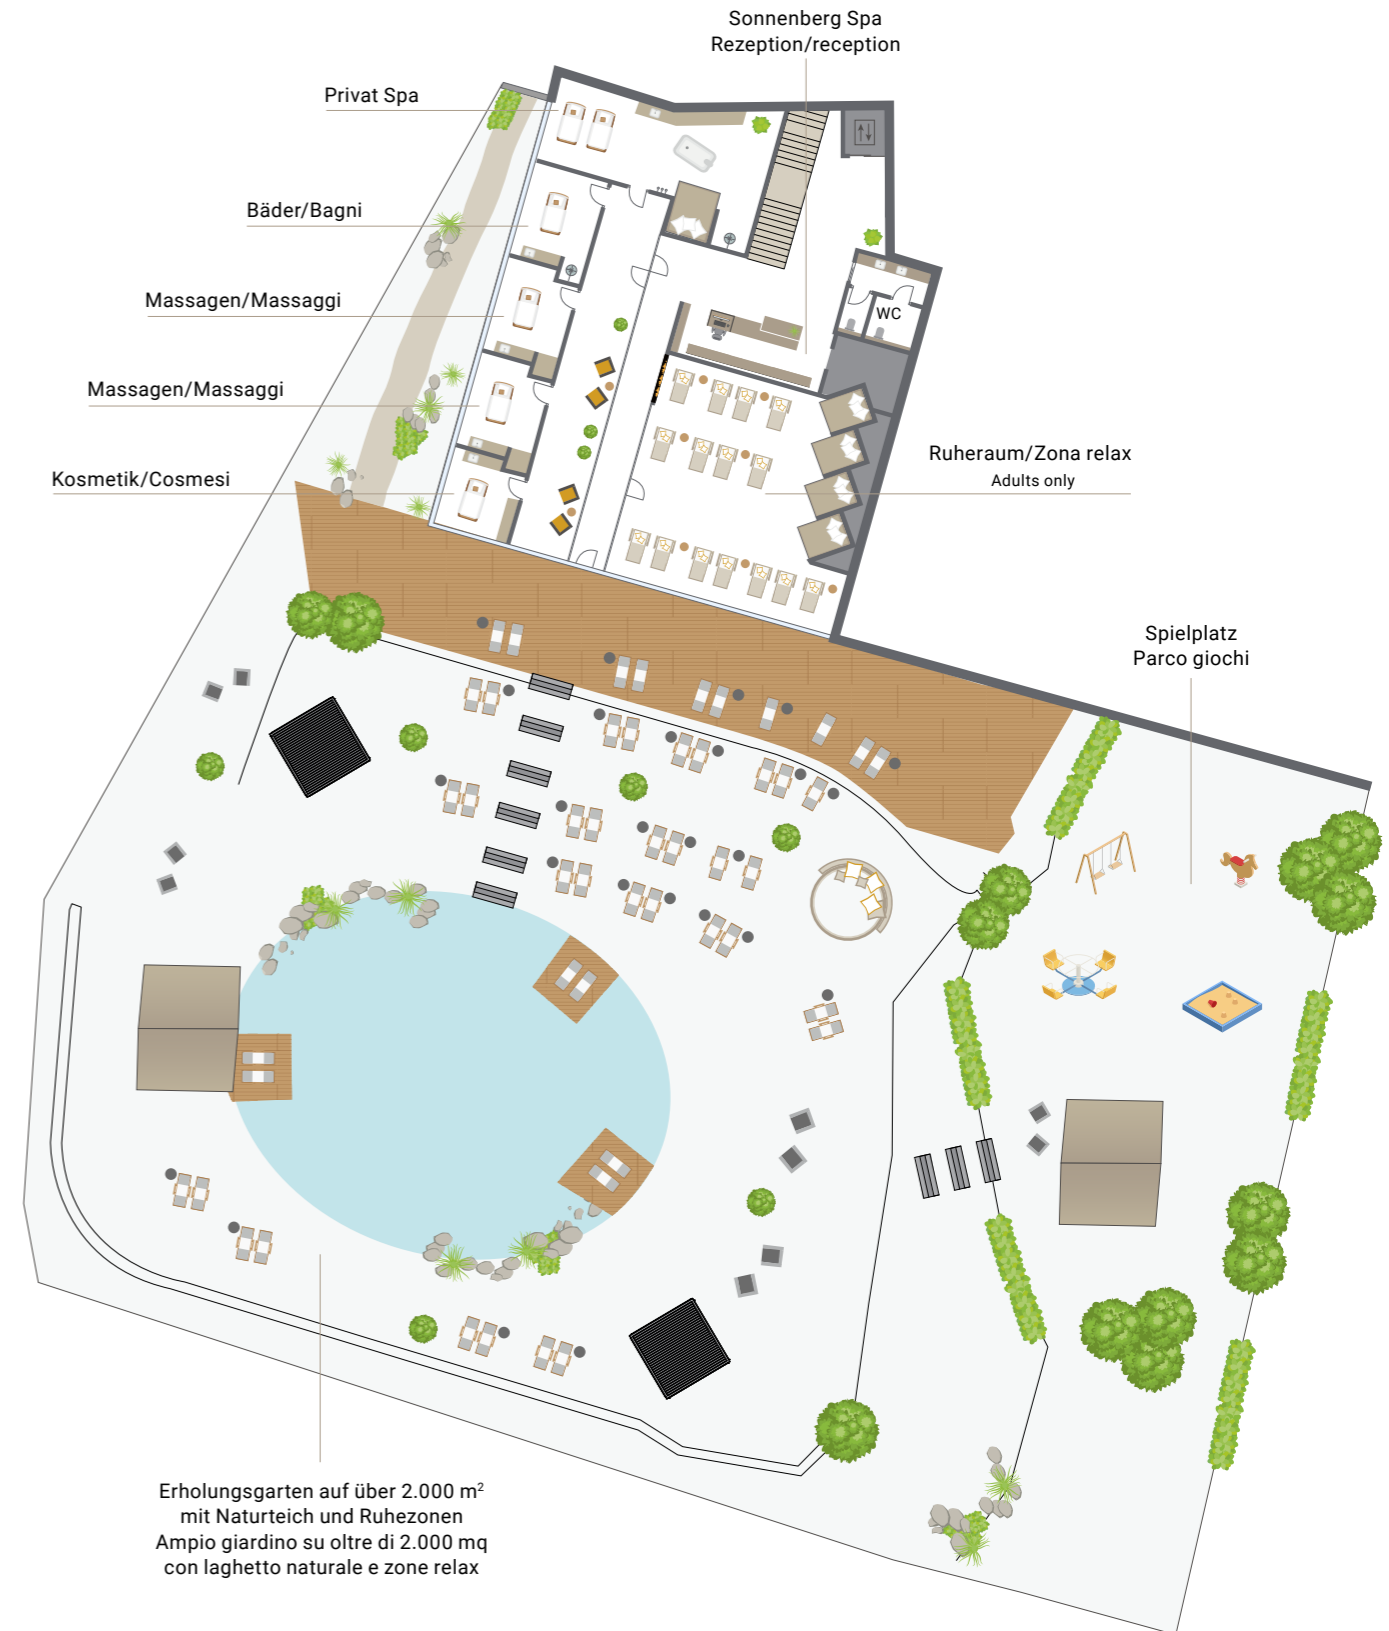 Sonnenberg Spa
Rezeption/reception
Privat Spa
Bäder/Bagni
Massagen/Massaggi
WC
Massagen/Massaggi
Ruheraum/Zona relax
Adults only
Kosmetik/Cosmesi
Spielplatz
Parco giochi
Erholungsgarten auf über 2.000 m²
mit Naturteich und Ruhezonen
Ampio giardino su oltre di 2.000 mq
con laghetto naturale e zone relax